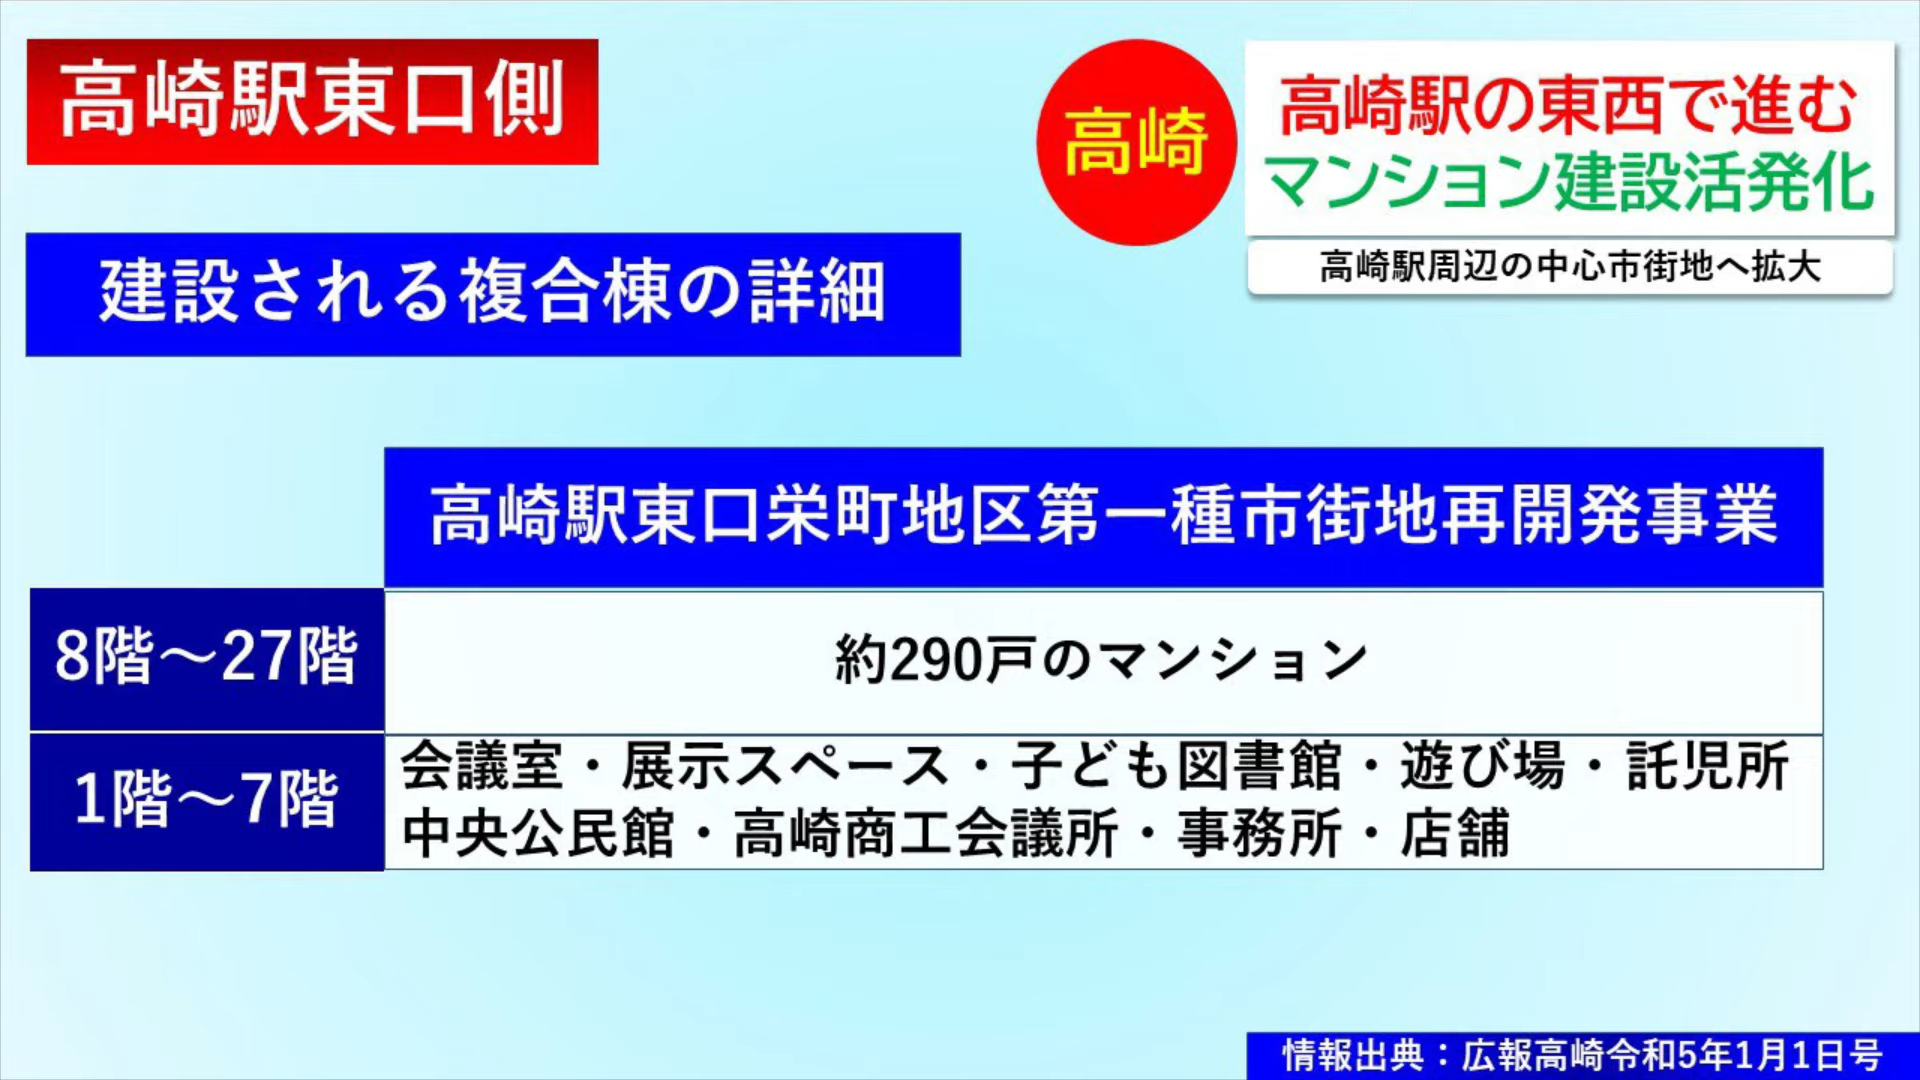 高崎駅東口側
高崎
高崎駅の東西で進む
マンション建設活発化
高崎駅周辺の中心市街地へ拡大
建設される複合棟の詳細
高崎駅東口栄町地区第一種市街地再開発事業
8階～27階
約290戸のマンション
1階～7階
会議室・展示スペース・子ども図書館・遊び場・託児所
中央公民館・高崎商工会議所・事務所・店舗
情報出典：広報高崎令和5年1月1日号